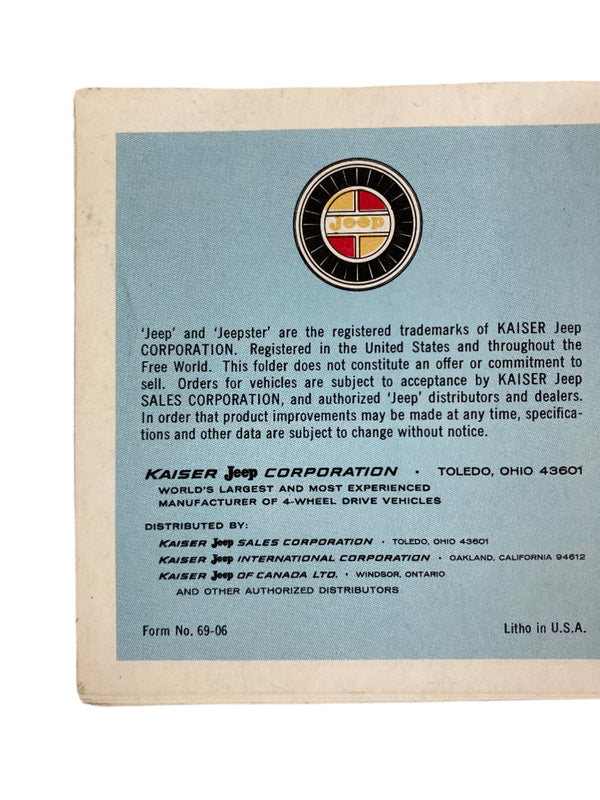 Jeep
'Jeep' and 'Jeepster' are the registered trademarks of KAISER Jeep
CORPORATION. Registered in the United States and throughout the
Free World. This folder does not constitute an offer or commitment to
sell. Orders for vehicles are subject to acceptance by KAISER Jeep
SALES CORPORATION, and authorized 'Jeep' distributors and dealers.
In order that product improvements may be made at any time, specifica-
tions and other data are subject to change without notice.
KAISER Jeep CORPORATION · TOLEDO, OHIO 43601
WORLD'S LARGEST AND MOST EXPERIENCED
MANUFACTURER OF 4-WHEEL DRIVE VEHICLES
DISTRIBUTED BY:
KAISER Jeep SALES CORPORATION · TOLEDO, OHIO 43601
KAISER Jeep INTERNATIONAL CORPORATION · OAKLAND, CALIFORNIA 94612
KAISER Jeep OF CANADA LTD. · WINDSOR, ONTARIO
AND OTHER AUTHORIZED DISTRIBUTORS
Form No. 69-06 Litho in U.S.A.